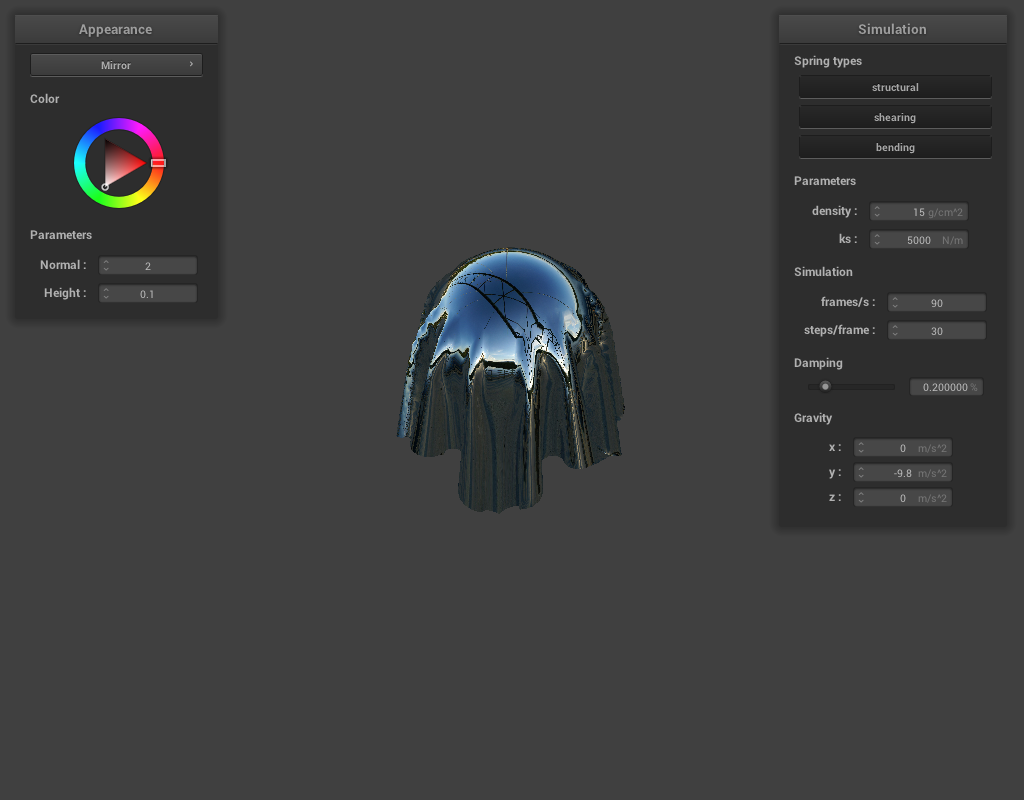 Appearance
Mirror
Color
Parameters
Normal : 2
Height : 0.1
Simulation
Spring types
structural
shearing
bending
Parameters
density : 15 g/cm^2
ks : 5000 N/m
Simulation
frames/s : 90
steps/frame : 30
Damping
0.200000 %
Gravity
x : 0 m/s^2
y : -9.8 m/s^2
z : 0 m/s^2